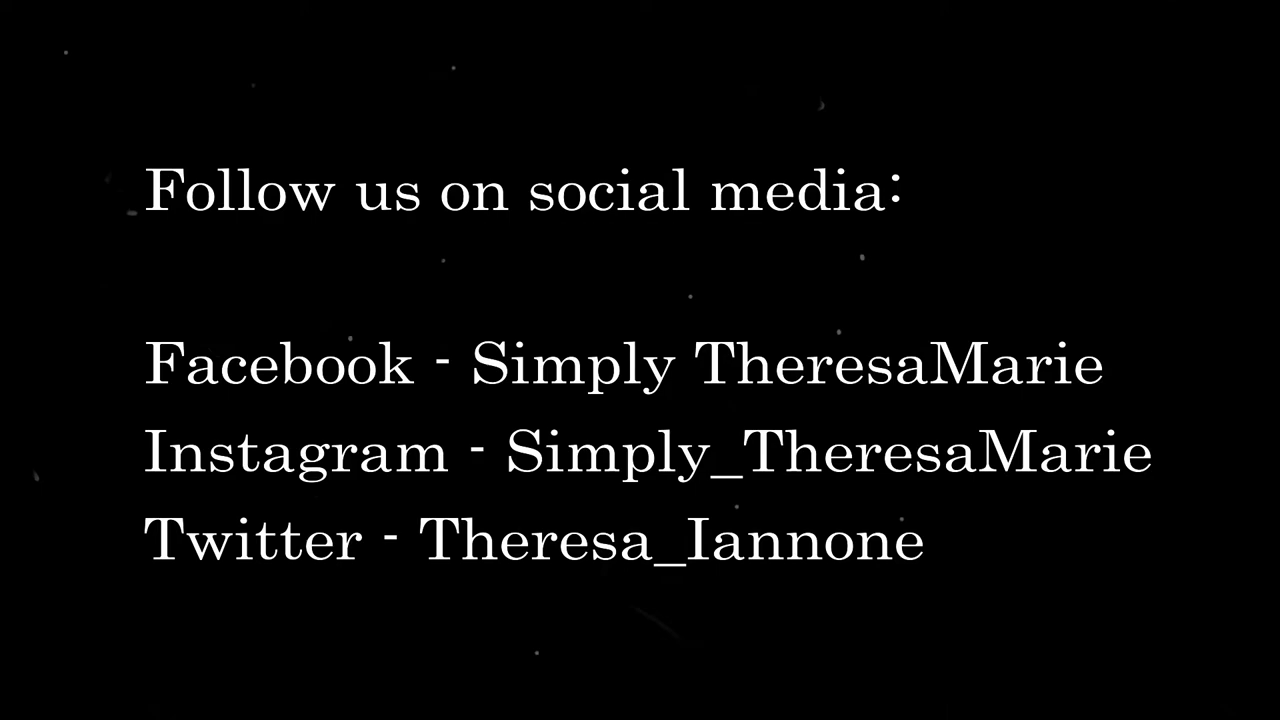 Follow us on social media:
Facebook - Simply TheresaMarie
Instagram - Simply_TheresaMarie
Twitter - Theresa_Iannone